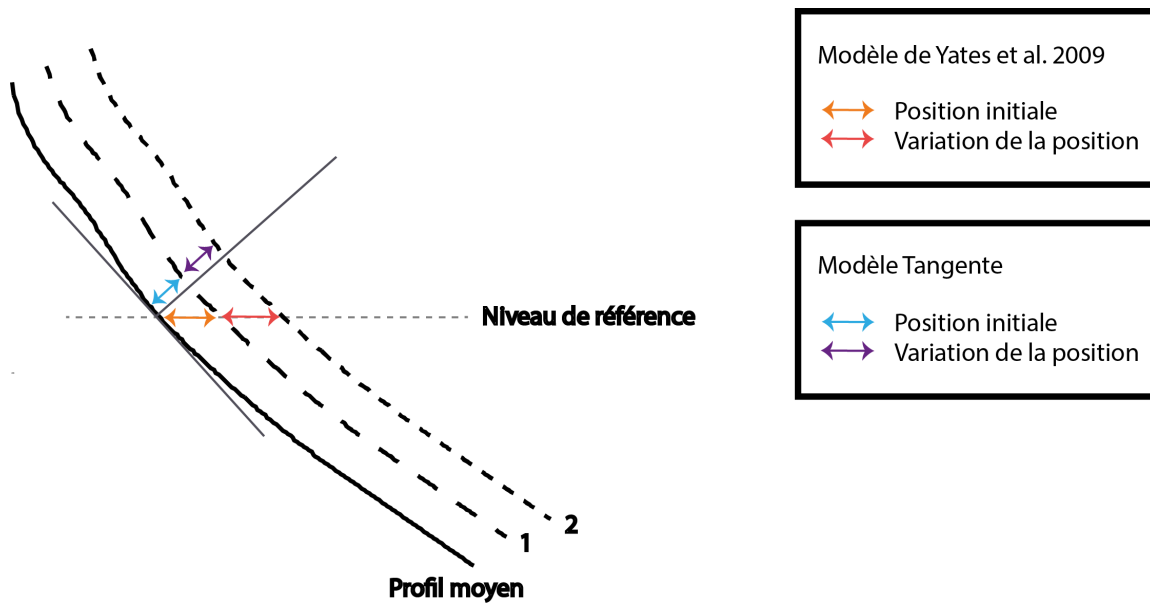 Modèle de Yates et al. 2009
Position initiale
Variation de la position
Modèle Tangente
Position initiale
Variation de la position
Niveau de référence
1
2
Profil moyen